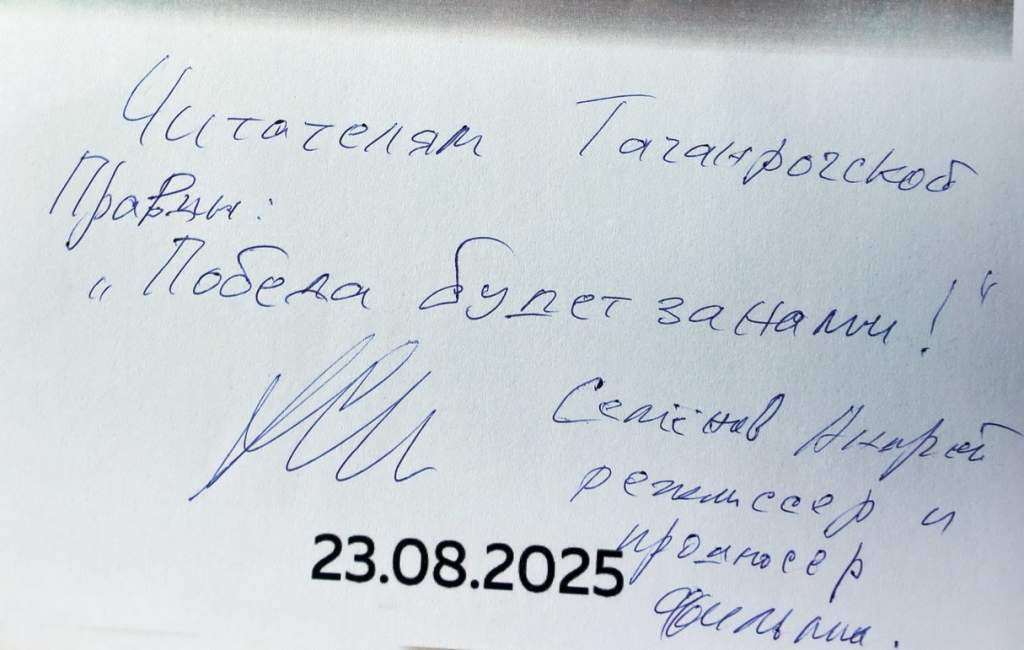 Читателям Таганрогской
Правды:
„Победа будет за нами!“
Семёнов Андрей
режиссер и
продюсер
фильма.
23.08.2025